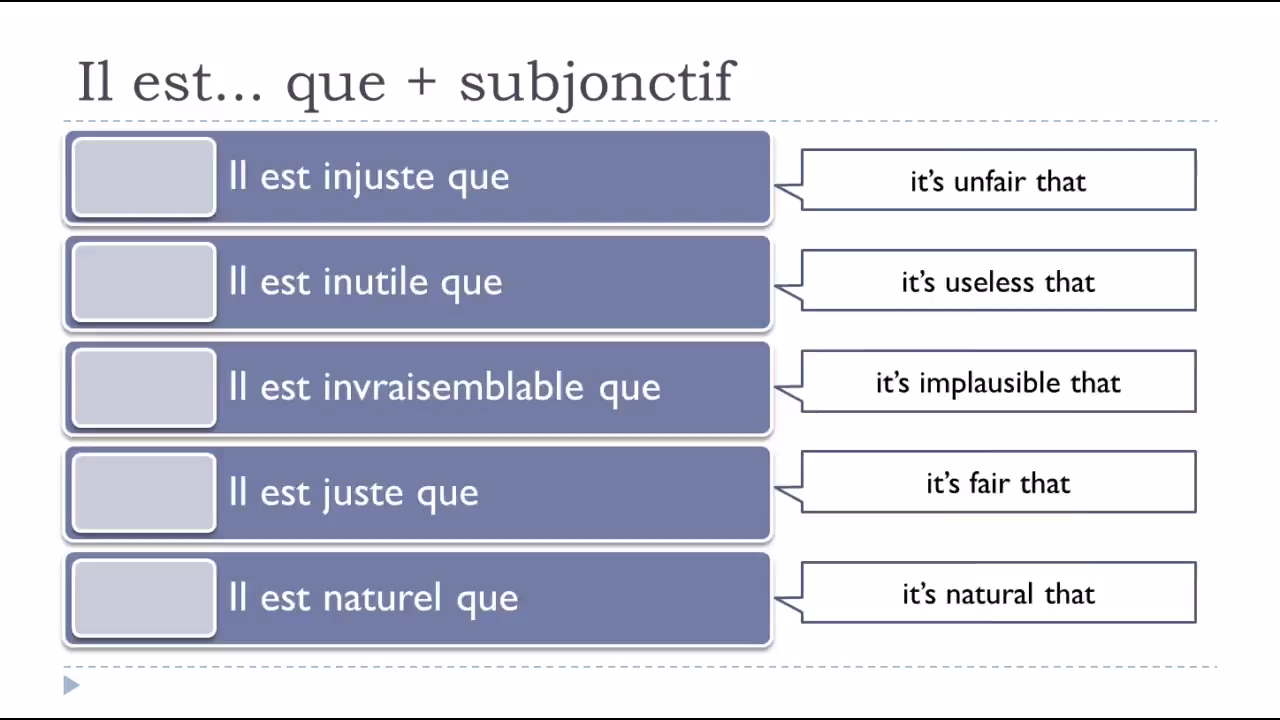 Il est... que + subjonctif
Il est injuste que
it's unfair that
Il est inutile que
it's useless that
Il est invraisemblable que
it's implausible that
Il est juste que
it's fair that
Il est naturel que
it's natural that